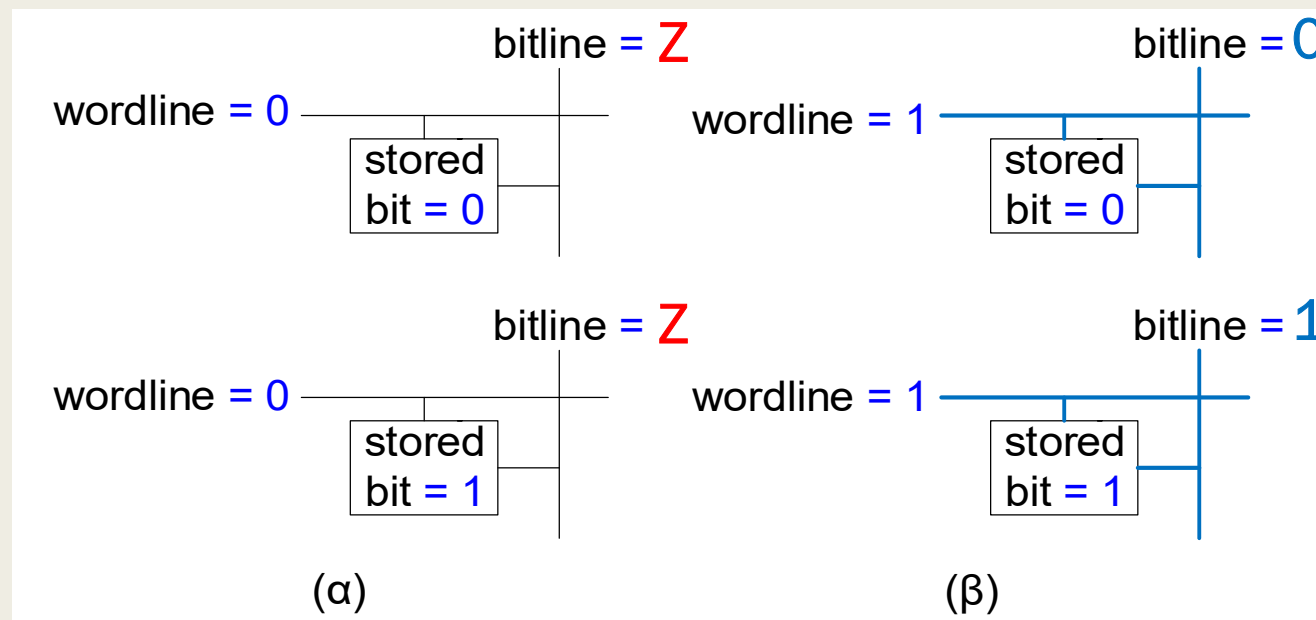 bitline = Z
bitline = 0
wordline = 0
wordline = 1
stored
bit = 0
stored
bit = 0
bitline = Z
bitline = 1
wordline = 0
wordline = 1
stored
bit = 1
stored
bit = 1
(α)
(β)